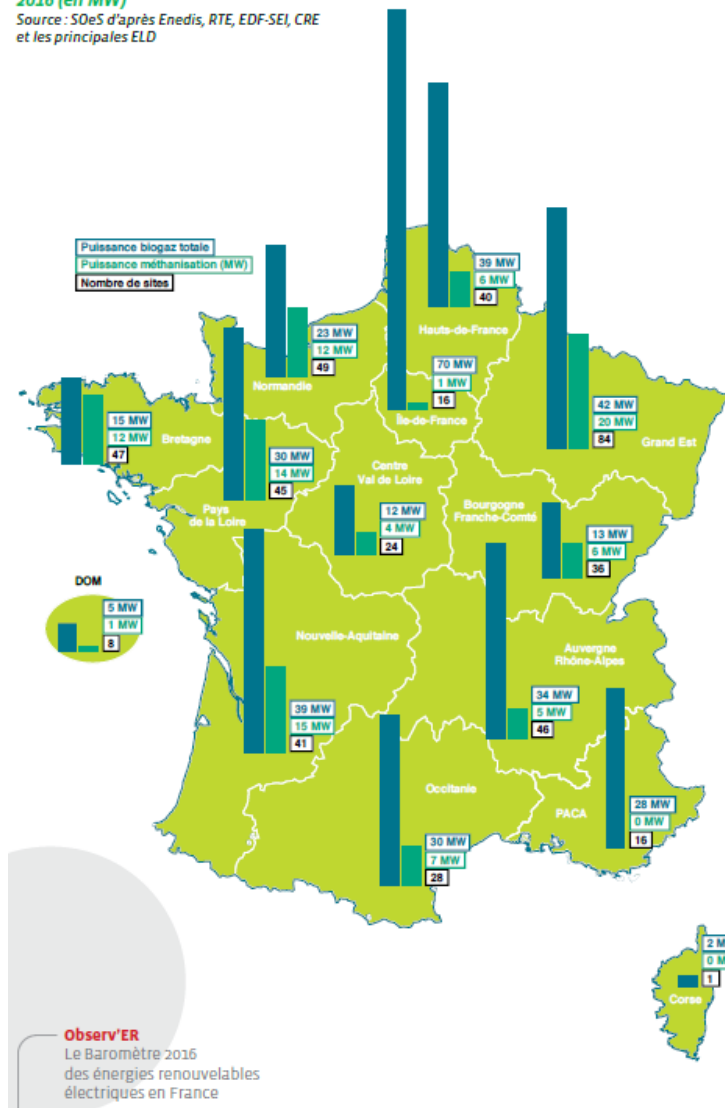 2016 (en MW)
Source : SOeS d'après Enedis, RTE, EDF-SEI, CRE
et les principales ELD
Puissance biogaz totale
Puissance méthanisation (MW)
Nombre de sites
39 MW
6 MW
40
Hauts-de-France
23 MW
12 MW
49
Normandie
70 MW
1 MW
16
Île-de-France
42 MW
20 MW
84
Grand Est
15 MW
12 MW
47
Bretagne
30 MW
14 MW
45
Pays
de la Loire
Centre
Val de Loire
12 MW
4 MW
24
Bourgogne
Franche-Comté
13 MW
6 MW
36
DOM
5 MW
1 MW
8
Nouvelle-Aquitaine
39 MW
15 MW
41
Auvergne
Rhône-Alpes
34 MW
5 MW
46
Occitanie
30 MW
7 MW
28
PACA
28 MW
0 MW
16
2 M
0 M
1
Corse
Observ'ER
Le Baromètre 2016
des énergies renouvelables
électriques en France